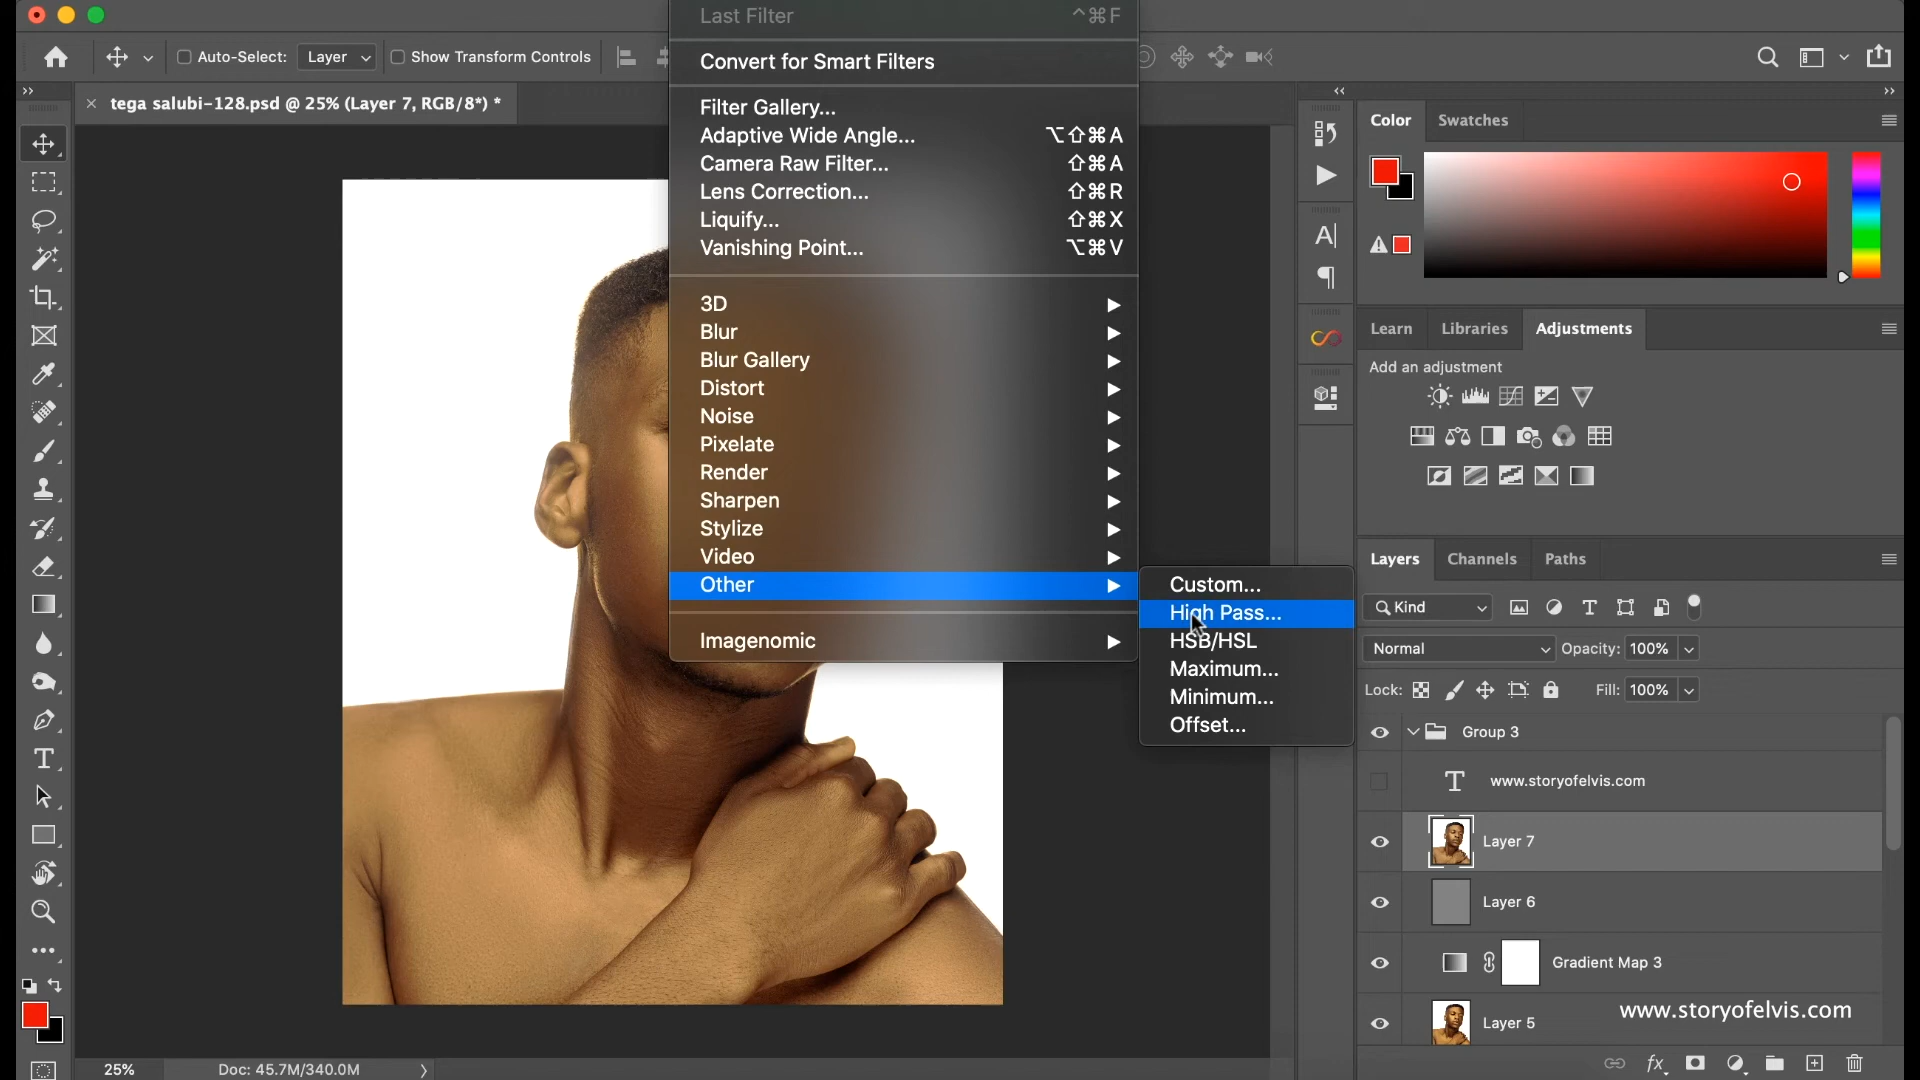 Last Filter ⌃⌘F
Auto-Select: Layer Show Transform Controls
Convert for Smart Filters
tega salubi-128.psd @ 25% (Layer 7, RGB/8*) *
Filter Gallery...
Adaptive Wide Angle... ⌥⇧⌘A
Camera Raw Filter... ⇧⌘A
Lens Correction... ⇧⌘R
Liquify... ⇧⌘X
Vanishing Point... ⌥⌘V
3D
Blur
Blur Gallery
Distort
Noise
Pixelate
Render
Sharpen
Stylize
Video
Other
Imagenomic
Custom...
High Pass...
HSB/HSL
Maximum...
Minimum...
Offset...
Color Swatches
Learn Libraries Adjustments
Add an adjustment
Layers Channels Paths
Kind
Normal Opacity: 100%
Lock: Fill: 100%
Group 3
www.storyofelvis.com
Layer 7
Layer 6
Gradient Map 3
Layer 5
www.storyofelvis.com
25% Doc: 45.7M/340.0M